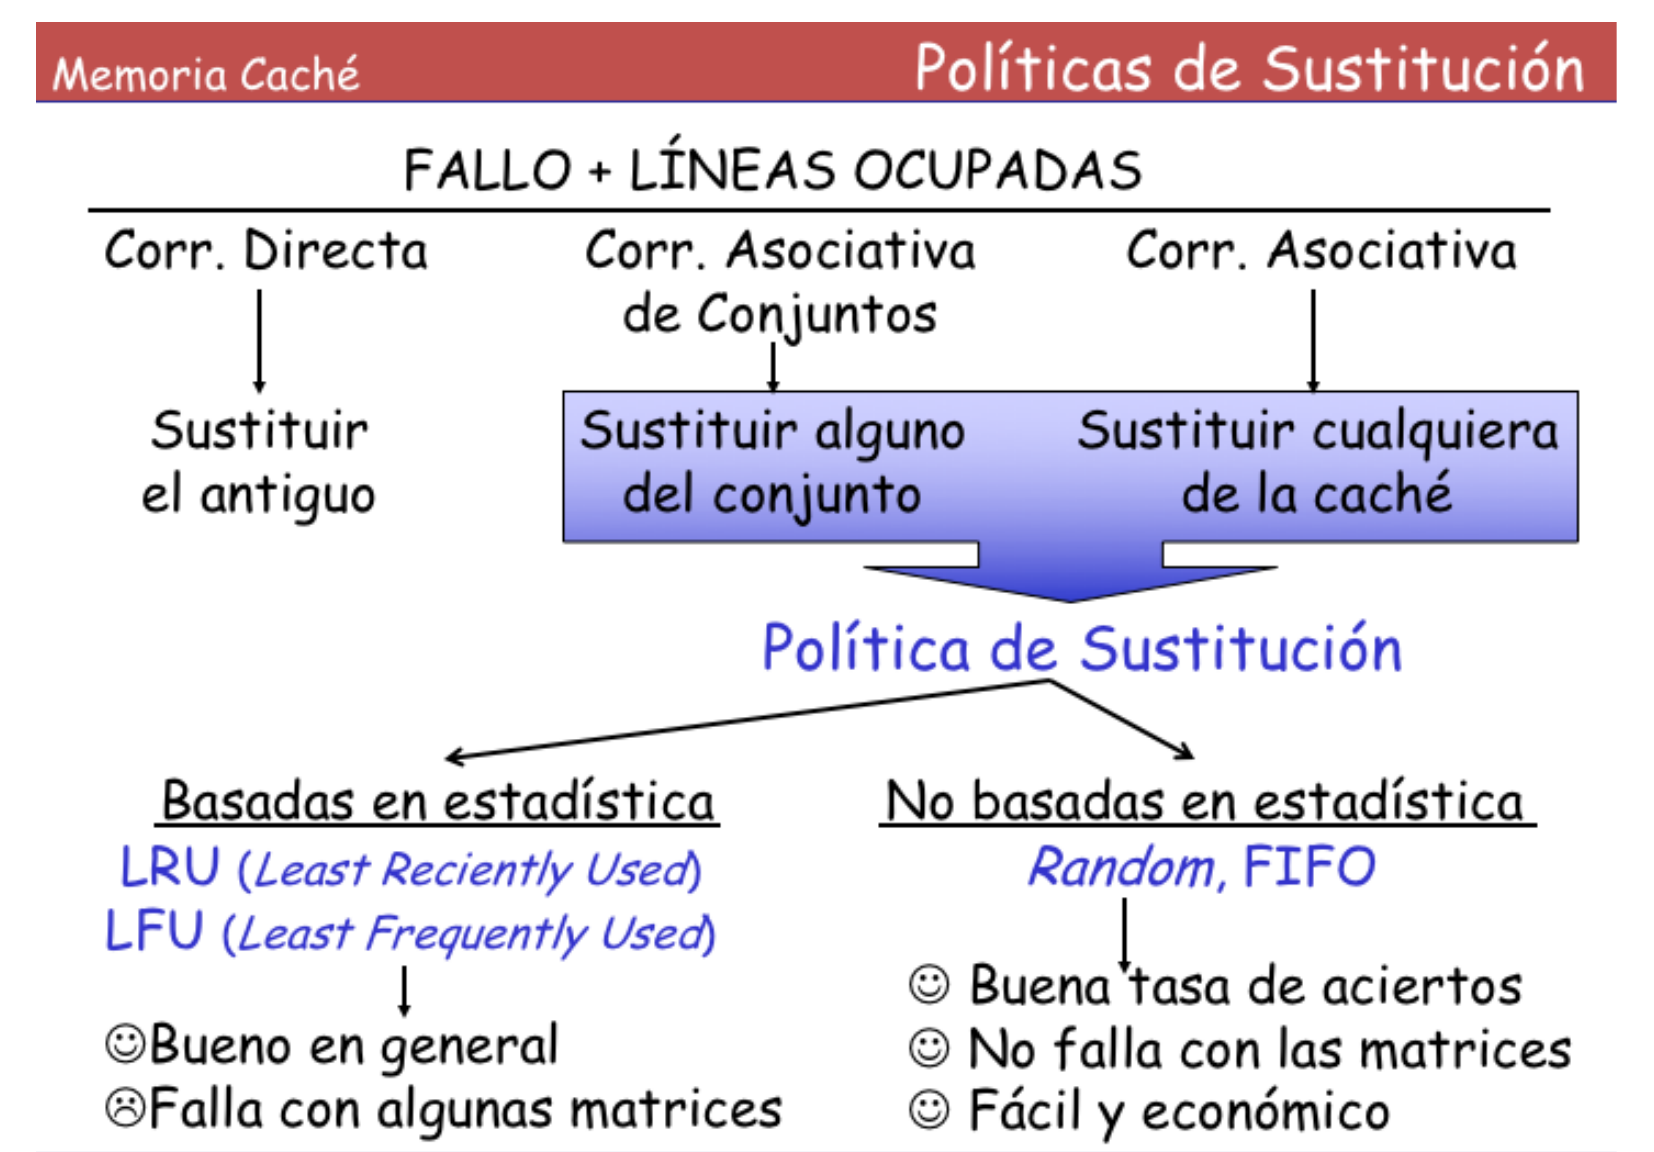 Memoria Caché
Políticas de Sustitución
FALLO + LÍNEAS OCUPADAS
Corr. Directa
Corr. Asociativa
de Conjuntos
Corr. Asociativa
Sustituir
el antiguo
Sustituir alguno
del conjunto
Sustituir cualquiera
de la caché
Política de Sustitución
Basadas en estadística
LRU (Least Reciently Used)
LFU (Least Frequently Used)
☺Bueno en general
☹Falla con algunas matrices
No basadas en estadística
Random, FIFO
☺ Buena tasa de aciertos
☺ No falla con las matrices
☺ Fácil y económico